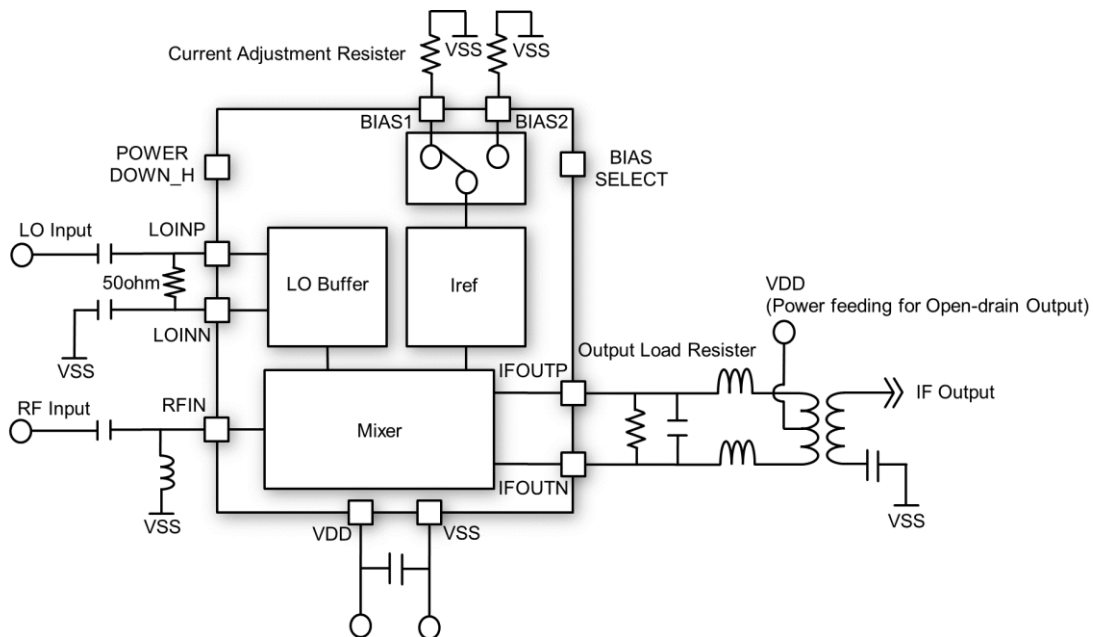 VSS
VSS
Current Adjustment Resister
BIAS1
BIAS2
POWER
DOWN_H
BIAS
SELECT
LO Input
LOINP
50ohm
LO Buffer
Iref
VDD
(Power feeding for Open-drain Output)
LOINN
VSS
Output Load Resister
IFOUTP
RF Input
RFIN
Mixer
IF Output
IFOUTN
VSS
VDD
VSS
VSS